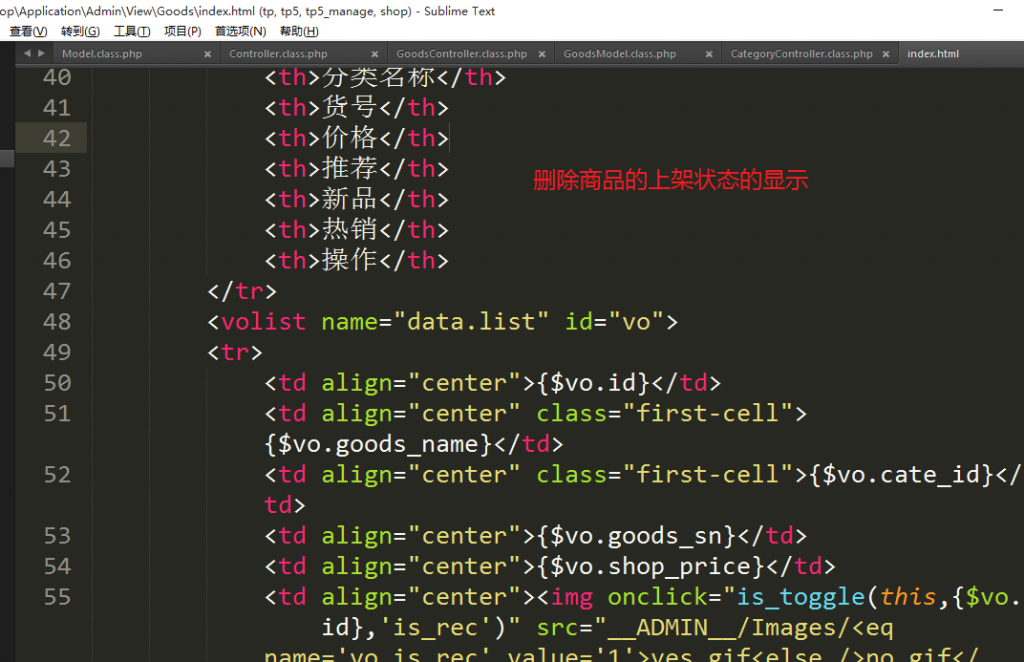 op\Application\Admin\View\Goods\index.html (tp, tp5, tp5_manage, shop) - Sublime Text
查看(V) 转到(G) 工具(T) 项目(P) 首选项(N) 帮助(H)
Model.class.php × Controller.class.php × GoodsController.class.php × GoodsModel.class.php × CategoryController.class.php × index.html
40 <th>分类名称</th>
41 <th>货号</th>
42 <th>价格</th>
43 <th>推荐</th>
删除商品的上架状态的显示
44 <th>新品</th>
45 <th>热销</th>
46 <th>操作</th>
47 </tr>
48 <volist name="data.list" id="vo">
49 <tr>
50 <td align="center">{$vo.id}</td>
51 <td align="center" class="first-cell">
{$vo.goods_name}</td>
52 <td align="center" class="first-cell">{$vo.cate_id}</
td>
53 <td align="center">{$vo.goods_sn}</td>
54 <td align="center">{$vo.shop_price}</td>
55 <td align="center"><img onclick="is_toggle(this,{$vo.
id},'is_rec')" src="__ADMIN__/Images/<eq
name='vo.is_rec' value='1'>yes.gif<else />no.gif</